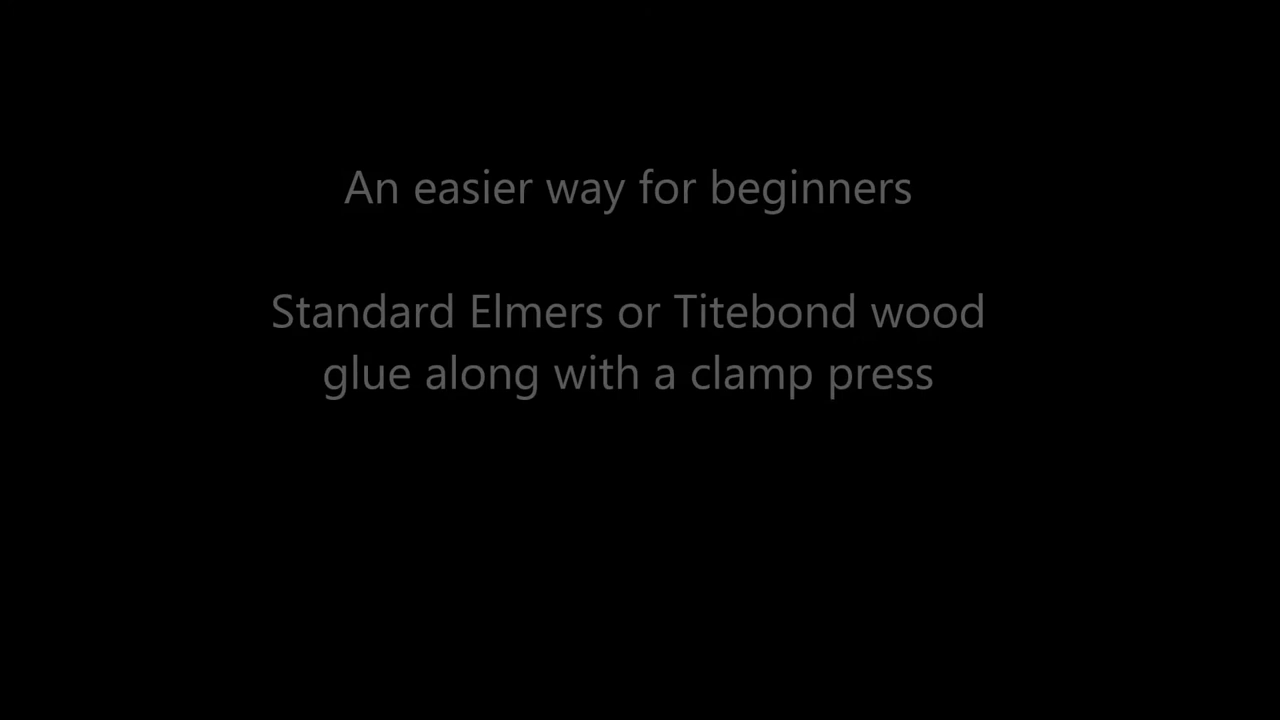 An easier way for beginners
Standard Elmers or Titebond wood
glue along with a clamp press